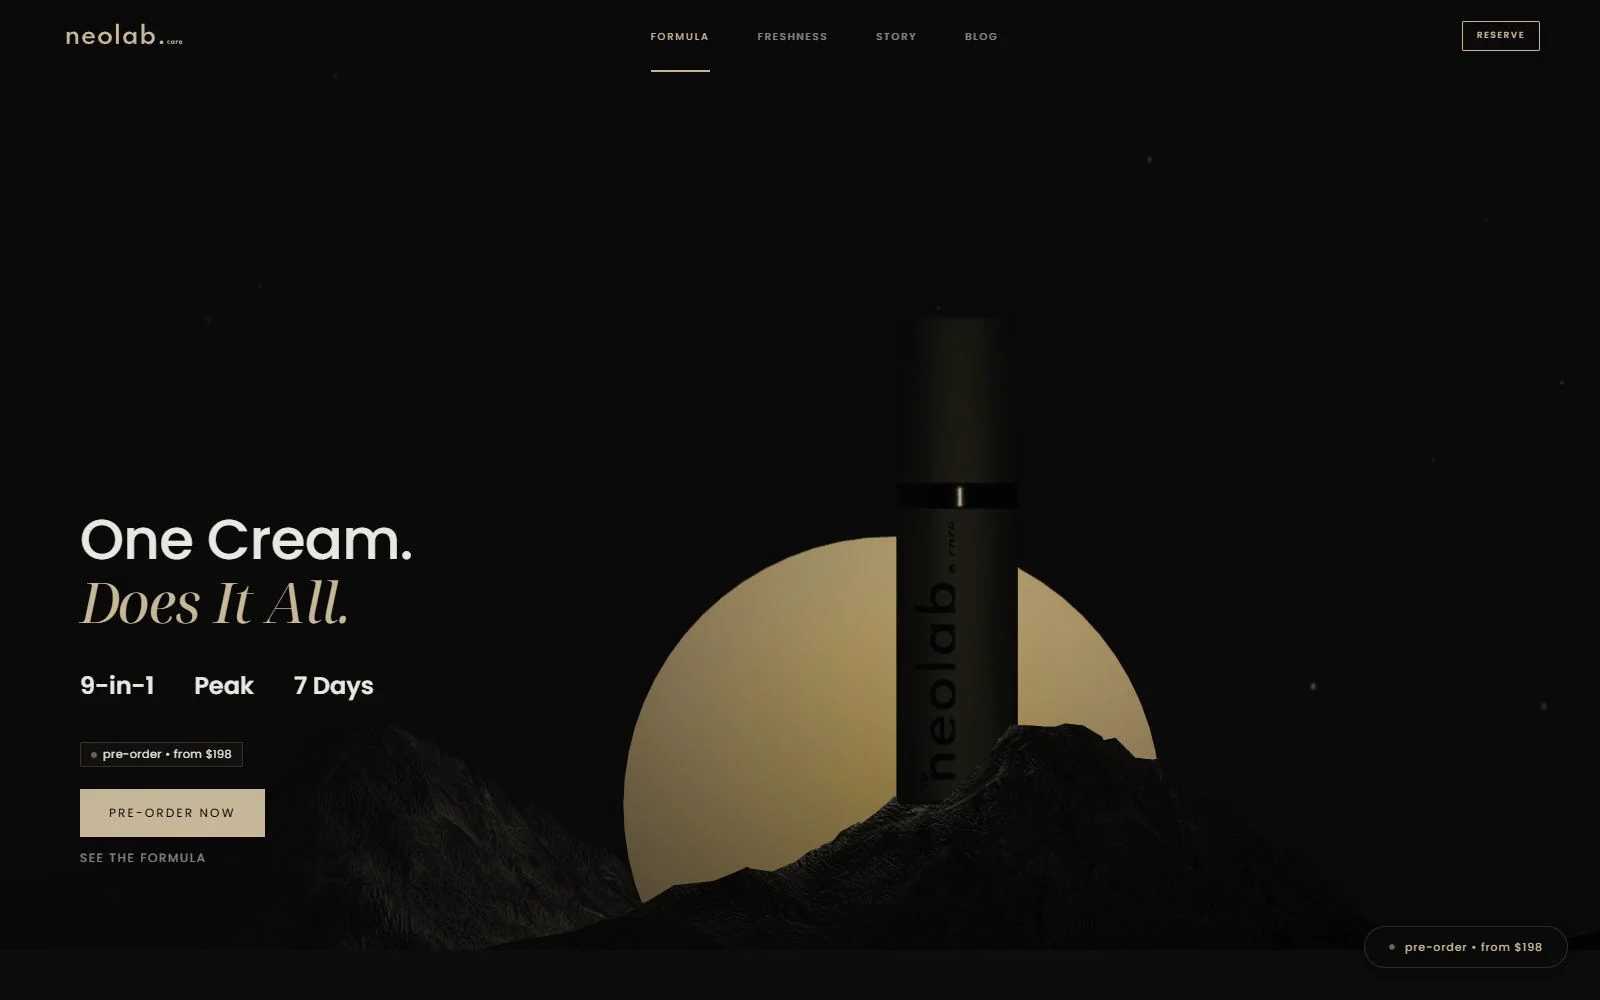 neolab.care
FORMULA
FRESHNESS
STORY
BLOG
RESERVE
One Cream.
Does It All.
9-in-1
Peak
7 Days
pre-order • from $198
PRE-ORDER NOW
SEE THE FORMULA
neolab.care
pre-order • from $198